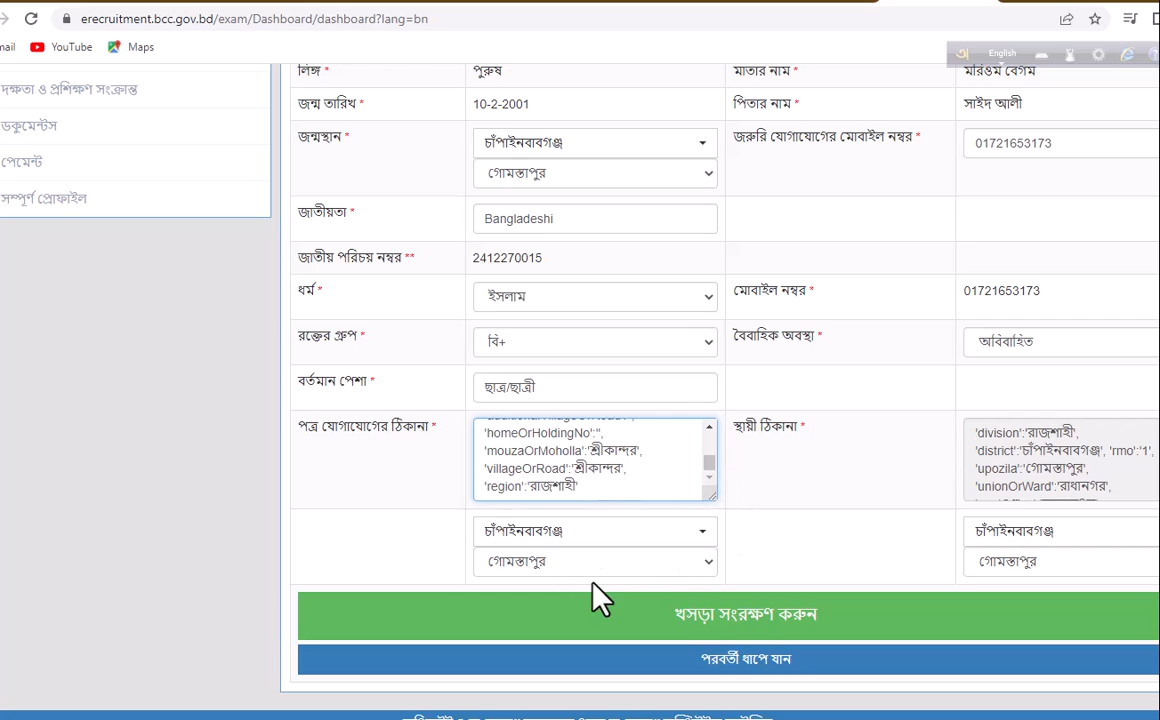 erecruitment.bcc.gov.bd/exam/Dashboard/dashboard?lang=bn
mail YouTube Maps
English
লিঙ্গ * পুরুষ মাতার নাম * মরিওম বেগম
দক্ষতা ও প্রশিক্ষণ সংক্রান্ত
জন্ম তারিখ * 10-2-2001 পিতার নাম * সাইদ আলী
ডকুমেন্টস
জন্মস্থান * চাঁপাইনবাবগঞ্জ জরুরি যোগাযোগের মোবাইল নম্বর * 01721653173
পেমেন্ট
গোমস্তাপুর
সম্পূর্ণ প্রোফাইল
জাতীয়তা * Bangladeshi
জাতীয় পরিচয় নম্বর ** 2412270015
ধর্ম * ইসলাম মোবাইল নম্বর * 01721653173
রক্তের গ্রুপ * বি+ বৈবাহিক অবস্থা * অবিবাহিত
বর্তমান পেশা * ছাত্র/ছাত্রী
পত্র যোগাযোগের ঠিকানা * 'homeOrHoldingNo':'', স্থায়ী ঠিকানা * 'division':'রাজশাহী',
'mouzaOrMoholla':'শ্রীকান্দর', 'district':'চাঁপাইনবাবগঞ্জ', 'rmo':'1',
'villageOrRoad':'শ্রীকান্দর', 'upozila':'গোমস্তাপুর',
'region':'রাজশাহী' 'unionOrWard':'রাধানগর',
চাঁপাইনবাবগঞ্জ চাঁপাইনবাবগঞ্জ
গোমস্তাপুর গোমস্তাপুর
খসড়া সংরক্ষণ করুন
পরবর্তী ধাপে যান